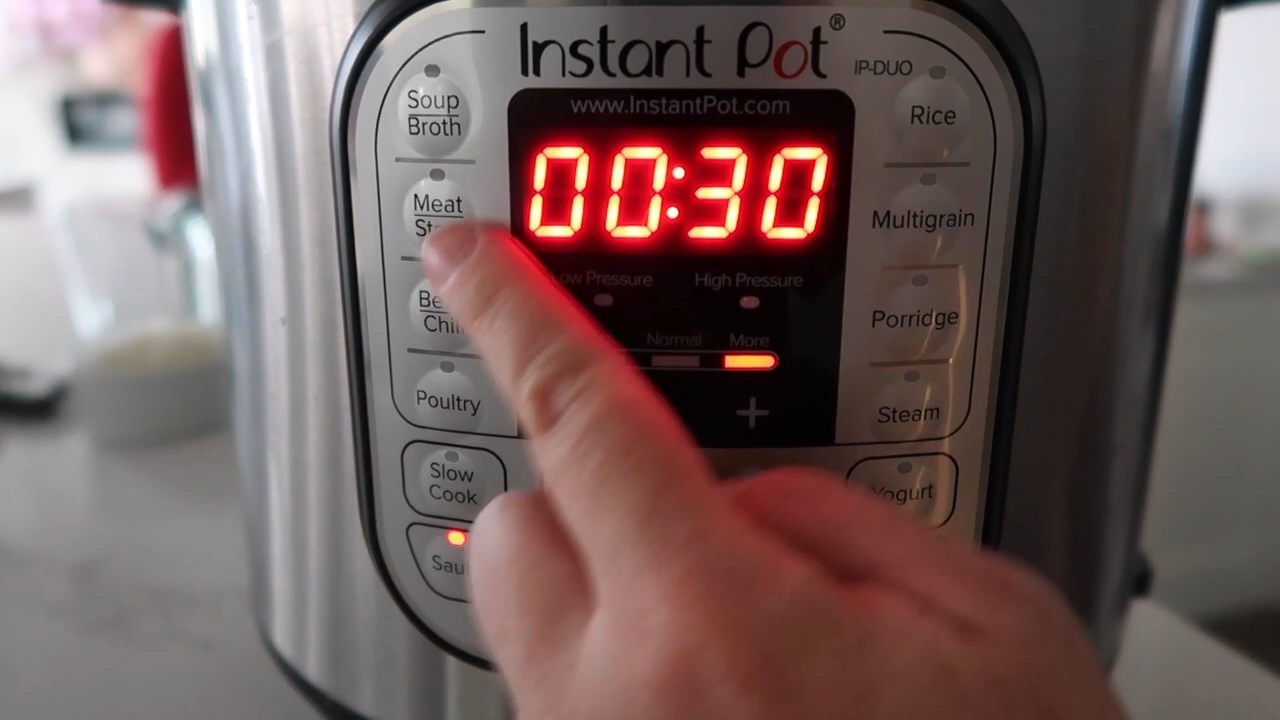 Instant Pot®
IP-DUO
www.InstantPot.com
00:30
Soup
Broth
Meat
Low Pressure
High Pressure
Normal
More
+
Poultry
Slow
Cook
Rice
Multigrain
Porridge
Steam
Yogurt